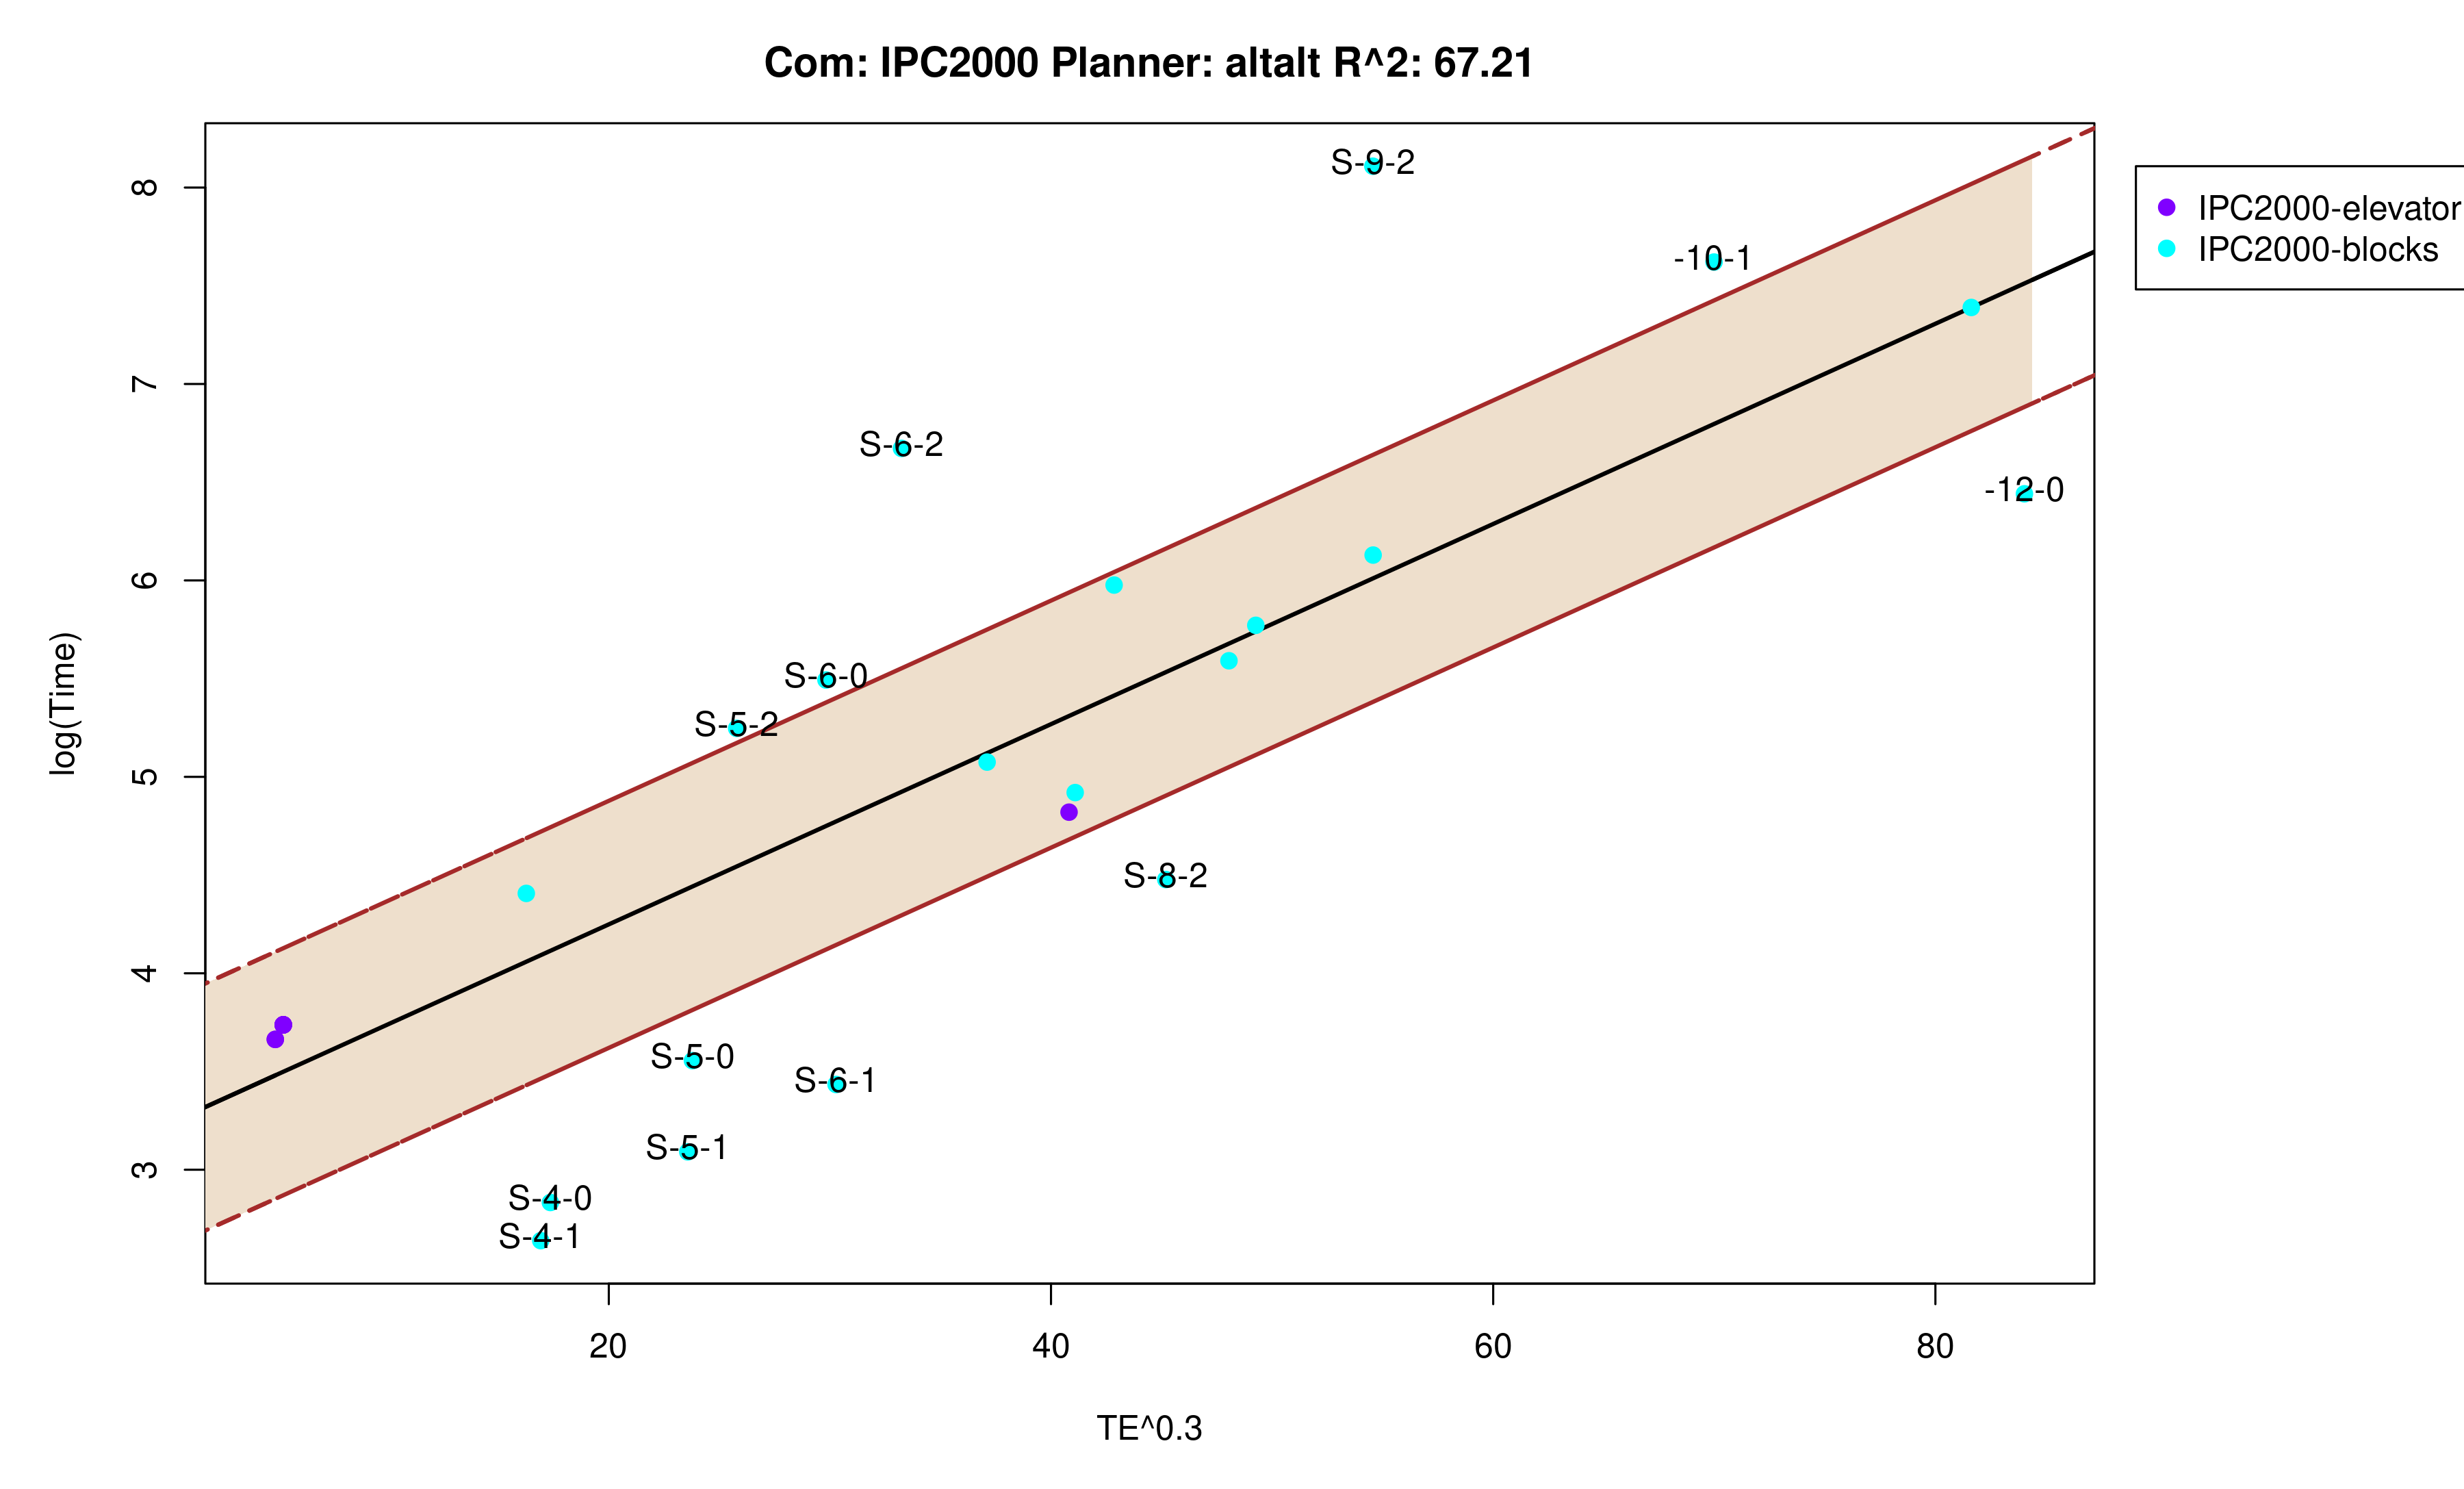 Com: IPC2000 Planner: altalt R^2: 67.21
S-9-2
-10-1
IPC2000-elevator
IPC2000-blocks
8
7
S-6-2
-12-0
6
S-6-0
S-5-2
5
S-8-2
4
S-5-0
S-6-1
S-5-1
3
S-4-0
S-4-1
log(Time)
20 40 60 80
TE^0.3